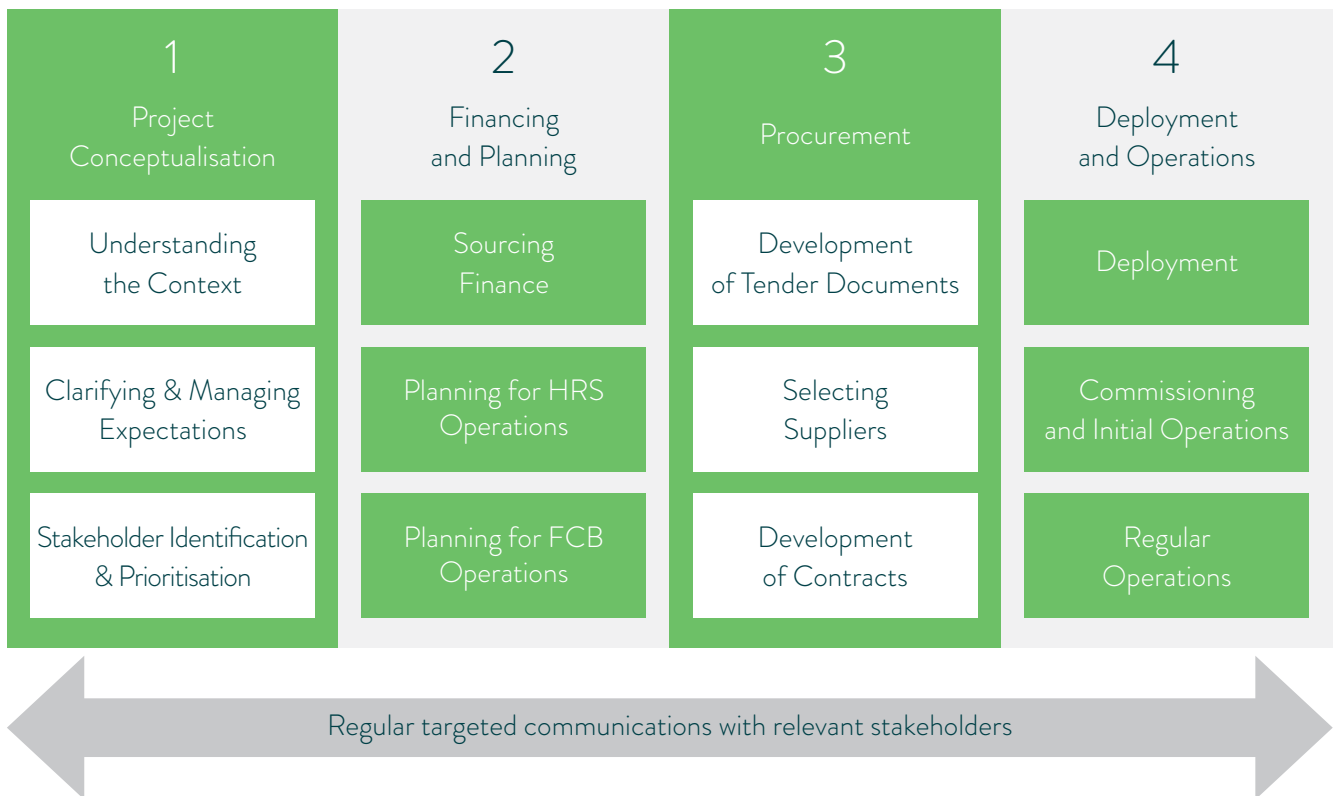 1
Project
Conceptualisation
Understanding
the Context
Clarifying & Managing
Expectations
Stakeholder Identification
& Prioritisation
2
Financing
and Planning
Sourcing
Finance
Planning for HRS
Operations
Planning for FCB
Operations
3
Procurement
Development
of Tender Documents
Selecting
Suppliers
Development
of Contracts
4
Deployment
and Operations
Deployment
Commissioning
and Initial Operations
Regular
Operations
Regular targeted communications with relevant stakeholders